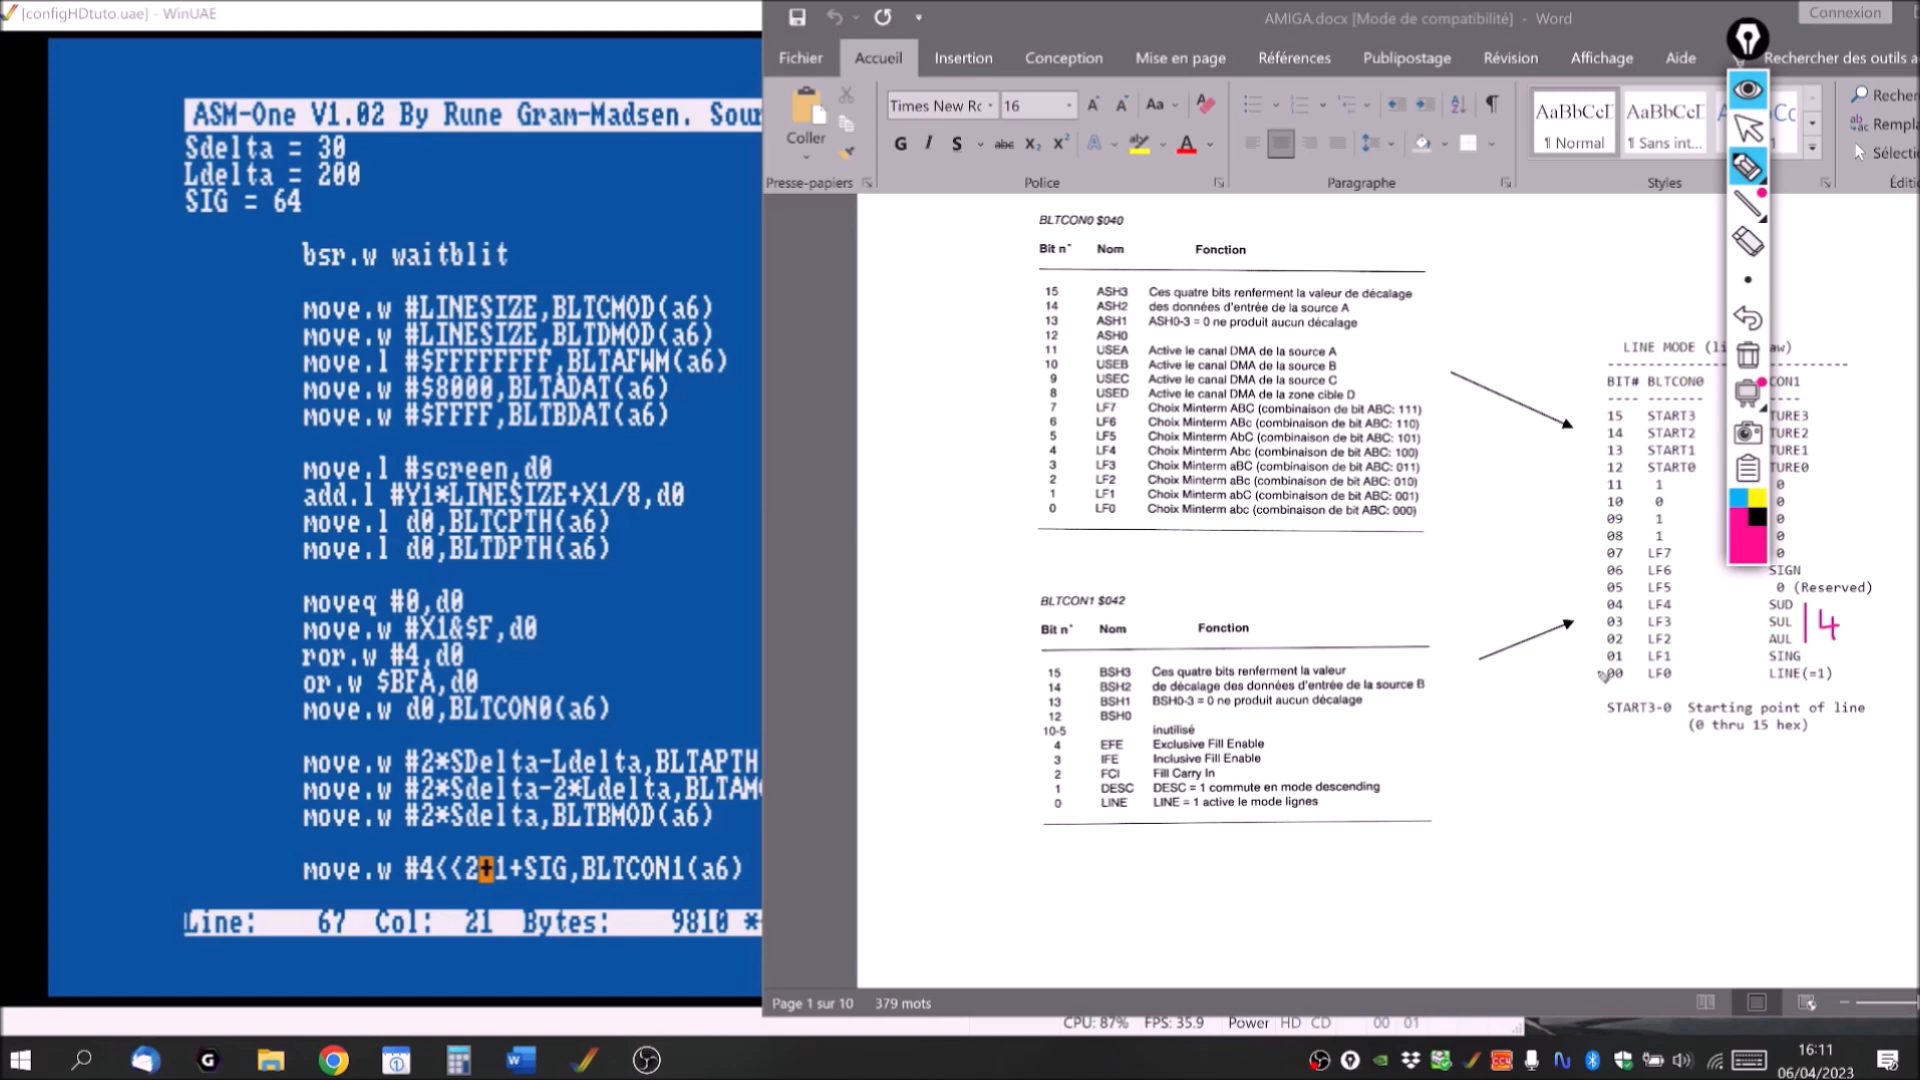 [configHDtuto.uae] - WinUAE
ASM-One V1.02 By Rune Gram-Madsen. Sour
Sdelta = 30
Ldelta = 200
SIG = 64
bsr.w waitblit
move.w #LINESIZE,BLTCMOD(a6)
move.w #LINESIZE,BLTDMOD(a6)
move.l #$FFFFFFFF,BLTAFWM(a6)
move.w #$8000,BLTADAT(a6)
move.w #$FFFF,BLTBDAT(a6)
move.l #screen,d0
add.l #Y1*LINESIZE+X1/8,d0
move.l d0,BLTCPTH(a6)
move.l d0,BLTDPTH(a6)
moveq #0,d0
move.w #X1&$F,d0
ror.w #4,d0
or.w $BFA,d0
move.w d0,BLTCON0(a6)
move.w #2*SDelta-Ldelta,BLTAPTH
move.w #2*Sdelta-2*Ldelta,BLTAM
move.w #2*Sdelta,BLTBMOD(a6)
move.w #4<<2+1+SIG,BLTCON1(a6)
Line: 67 Col: 21 Bytes: 9810 *
AMIGA.docx [Mode de compatibilité] - Word
Connexion
Fichier Accueil Insertion Conception Mise en page Références Publipostage Révision Affichage Aide Rechercher des outils a
Coller
Times New Rc 16
Aa
G I S abc X₂ X²
AaBbCcI AaBbCcI Cc
¶ Normal ¶ Sans int... 1
Recher
Rempla
Sélecti
Presse-papiers Police Paragraphe Styles Éditi
BLTCON0 $040
Bit n° Nom Fonction
15 ASH3 Ces quatre bits renferment la valeur de décalage
14 ASH2 des données d'entrée de la source A
13 ASH1 ASH0-3 = 0 ne produit aucun décalage
12 ASH0
11 USEA Active le canal DMA de la source A
10 USEB Active le canal DMA de la source B
9 USEC Active le canal DMA de la source C
8 USED Active le canal DMA de la zone cible D
7 LF7 Choix Minterm ABC (combinaison de bit ABC: 111)
6 LF6 Choix Minterm ABc (combinaison de bit ABC: 110)
5 LF5 Choix Minterm AbC (combinaison de bit ABC: 101)
4 LF4 Choix Minterm Abc (combinaison de bit ABC: 100)
3 LF3 Choix Minterm aBC (combinaison de bit ABC: 011)
2 LF2 Choix Minterm aBc (combinaison de bit ABC: 010)
1 LF1 Choix Minterm abC (combinaison de bit ABC: 001)
0 LF0 Choix Minterm abc (combinaison de bit ABC: 000)
BLTCON1 $042
Bit n° Nom Fonction
15 BSH3 Ces quatre bits renferment la valeur
14 BSH2 de décalage des données d'entrée de la source B
13 BSH1 BSH0-3 = 0 ne produit aucun décalage
12 BSH0
10-5 inutilisé
4 EFE Exclusive Fill Enable
3 IFE Inclusive Fill Enable
2 FCI Fill Carry In
1 DESC DESC = 1 commute en mode descending
0 LINE LINE = 1 active le mode lignes
LINE MODE (li aw)
BIT# BLTCON0 CON1
15 START3 TURE3
14 START2 TURE2
13 START1 TURE1
12 START0 TURE0
11 1 0
10 0 0
09 1 0
08 1 0
07 LF7 0
06 LF6 SIGN
05 LF5 0 (Reserved)
04 LF4 SUD
03 LF3 SUL
02 LF2 AUL
01 LF1 SING
00 LF0 LINE(=1)
4
START3-0 Starting point of line
(0 thru 15 hex)
Page 1 sur 10 379 mots
CPU: 87% FPS: 35.9 Power HD CD 00 01
16:11
06/04/2023